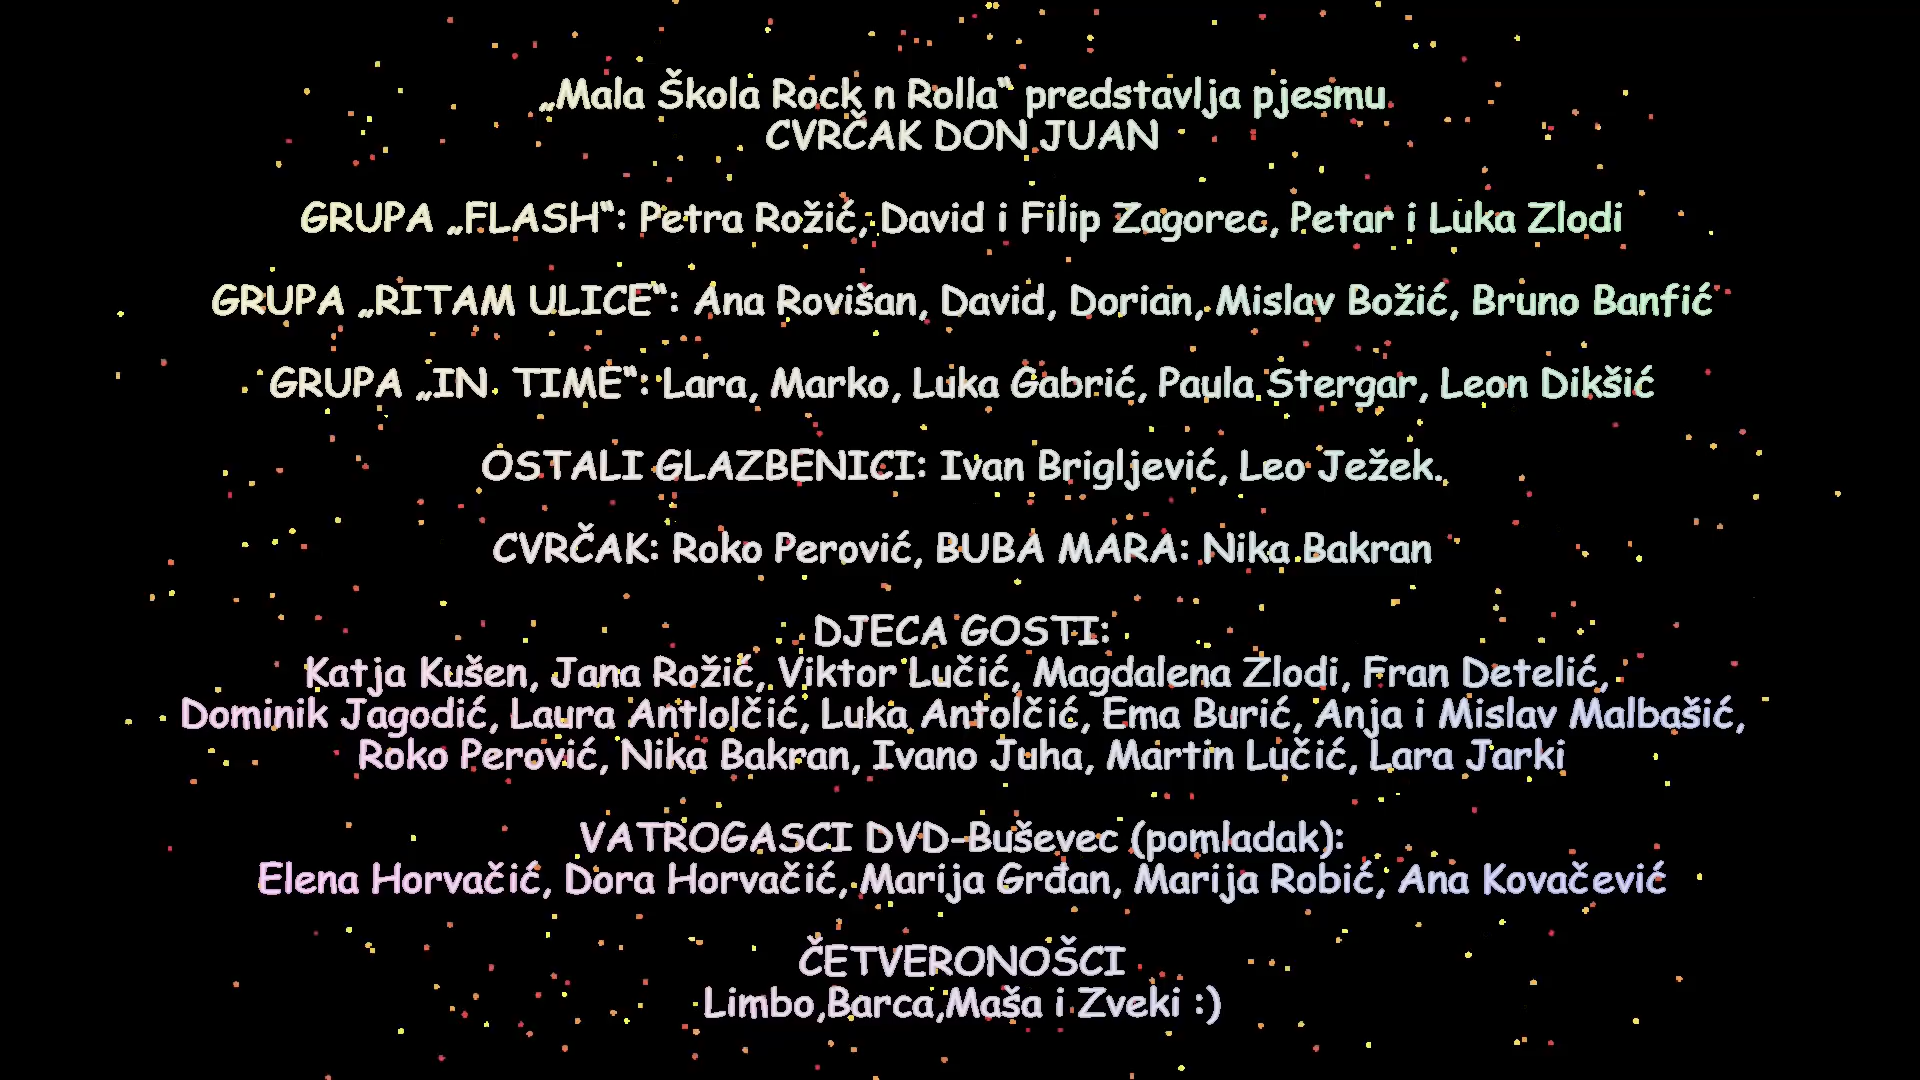 „Mala Škola Rock n Rolla“ predstavlja pjesmu
CVRČAK DON JUAN
GRUPA „FLASH“: Petra Rožić, David i Filip Zagorec, Petar i Luka Zlodi
GRUPA „RITAM ULICE“: Ana Rovišan, David, Dorian, Mislav Božić, Bruno Banfić
GRUPA „IN TIME“: Lara, Marko, Luka Gabrić, Paula Stergar, Leon Dikšić
OSTALI GLAZBENICI: Ivan Brigljević, Leo Ježek.
CVRČAK: Roko Perović, BUBA MARA: Nika Bakran
DJECA GOSTI:
Katja Kušen, Jana Rožić, Viktor Lučić, Magdalena Zlodi, Fran Detelić,
Dominik Jagodić, Laura Antlolčić, Luka Antolčić, Ema Burić, Anja i Mislav Malbašić,
Roko Perović, Nika Bakran, Ivano Juha, Martin Lučić, Lara Jarki
VATROGASCI DVD-Buševec (pomladak):
Elena Horvačić, Dora Horvačić, Marija Grđan, Marija Robić, Ana Kovačević
ČETVERONOŠCI
Limbo,Barca,Maša i Zveki :)